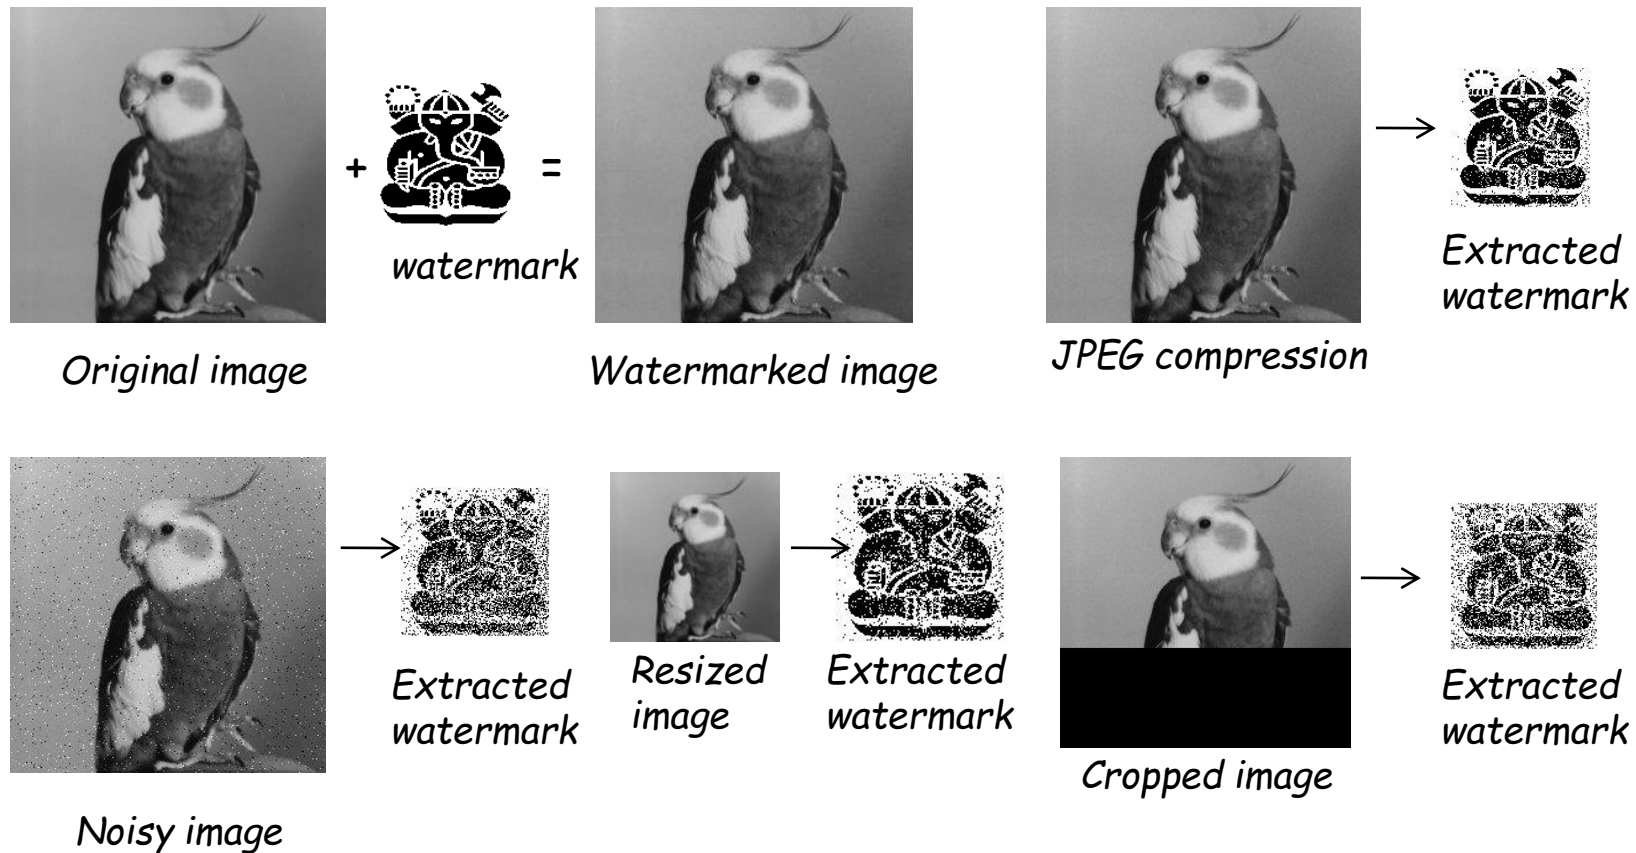 +
=
watermark
Original image
Watermarked image
JPEG compression
Extracted
watermark
Noisy image
Extracted
watermark
Resized
image
Extracted
watermark
Cropped image
Extracted
watermark